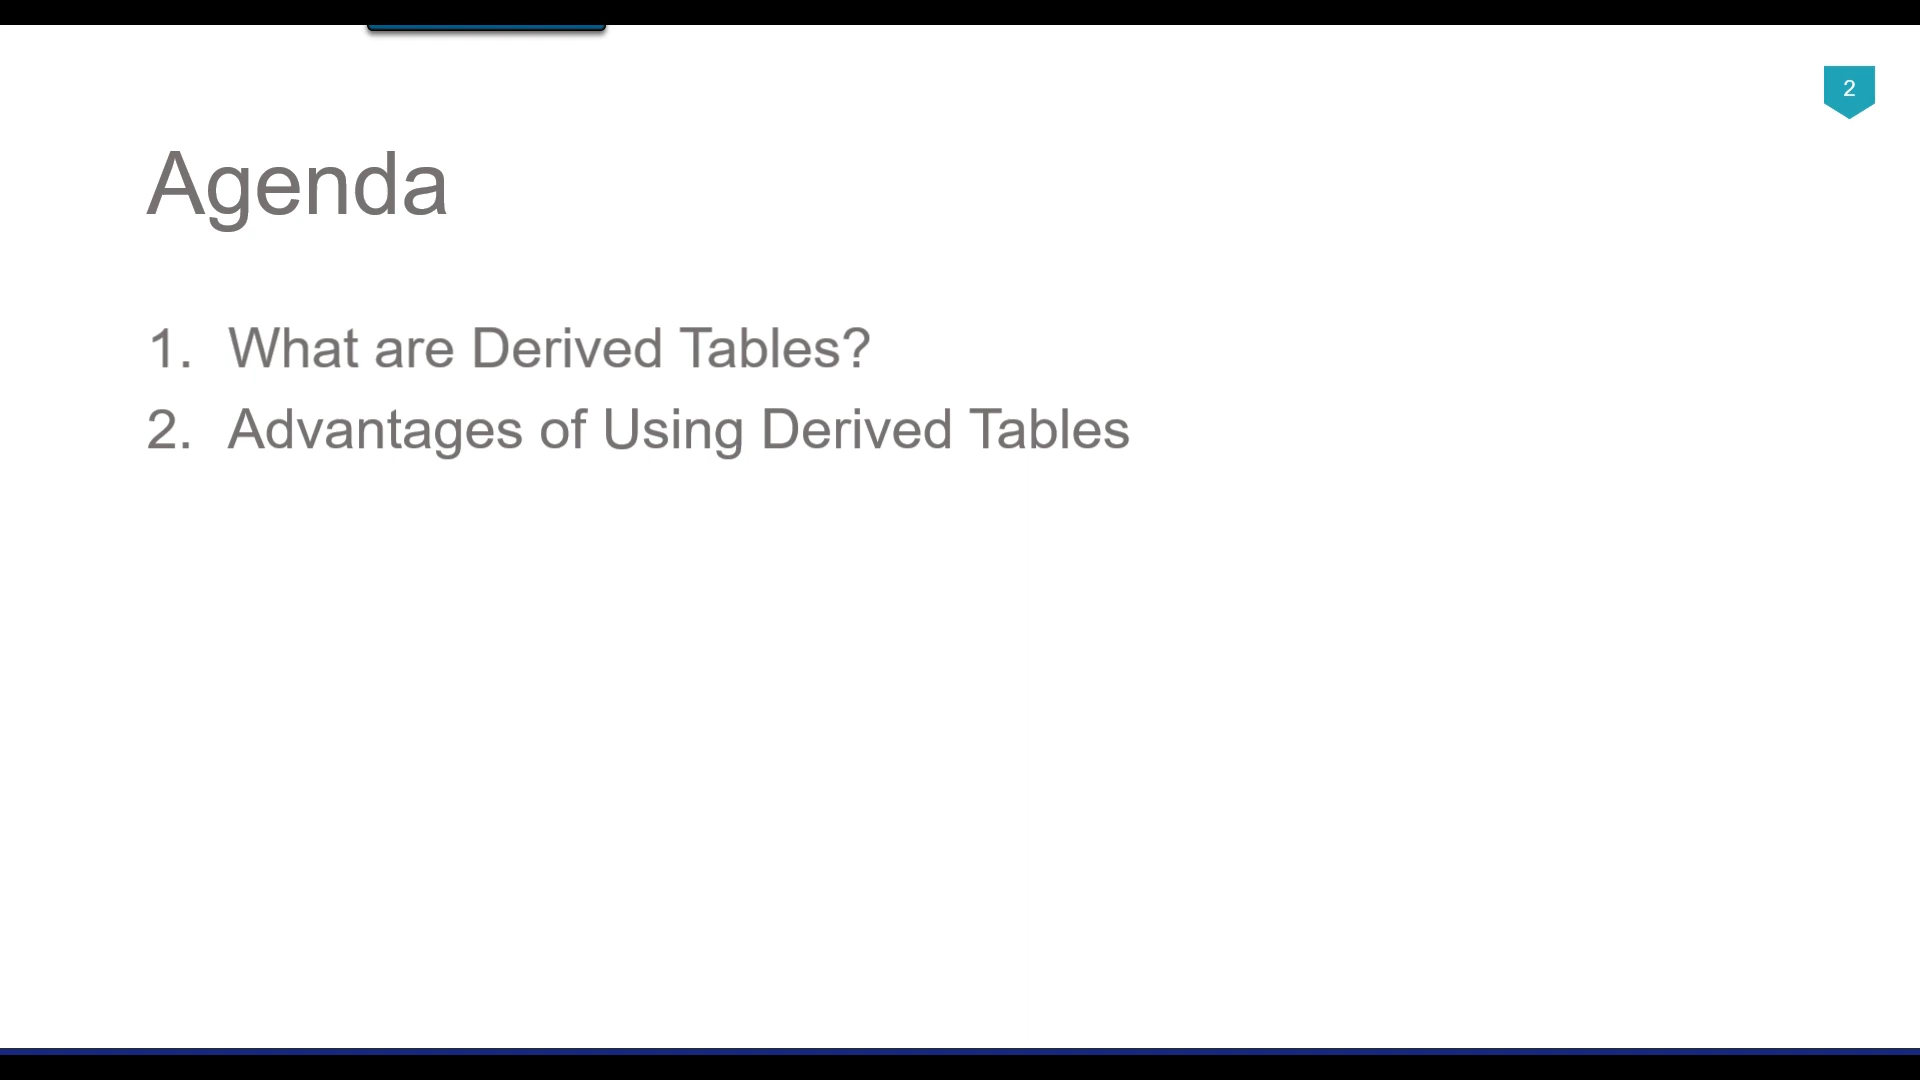 2
Agenda
1. What are Derived Tables?
2. Advantages of Using Derived Tables